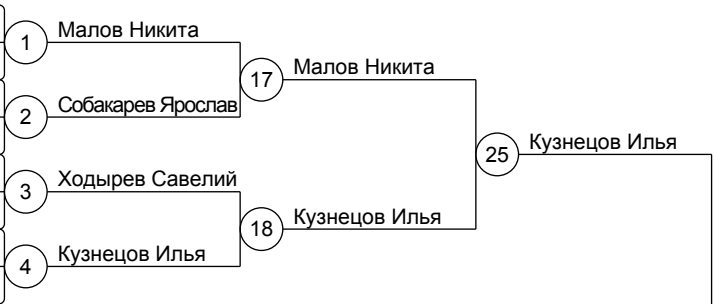 1 Малов Никита
17 Малов Никита
2 Собакарев Ярослав
25 Кузнецов Илья
3 Ходырев Савелий
18 Кузнецов Илья
4 Кузнецов Илья